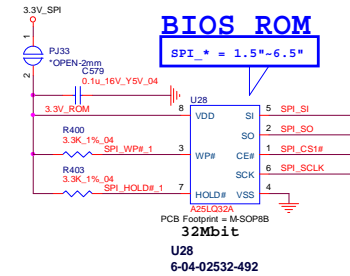 3.3V_SPI
BIOS ROM
SPI_* = 1.5"~6.5"
1
PJ33
*OPEN-2mm
2
C579
0.1u_16V_Y5V_04
3.3V_ROM
U28
8 VDD SI 5 SPI_SI
SO 2 SPI_SO
R400
3.3K_1%_04
SPI_WP#_1 3 WP# CE# 1 SPI_CS1#
SCK 6 SPI_SCLK
R403
3.3K_1%_04
SPI_HOLD#_1 7 HOLD# VSS 4
A25LQ32A
PCB Footprint = M-SOP8B
32Mbit
U28
6-04-02532-492